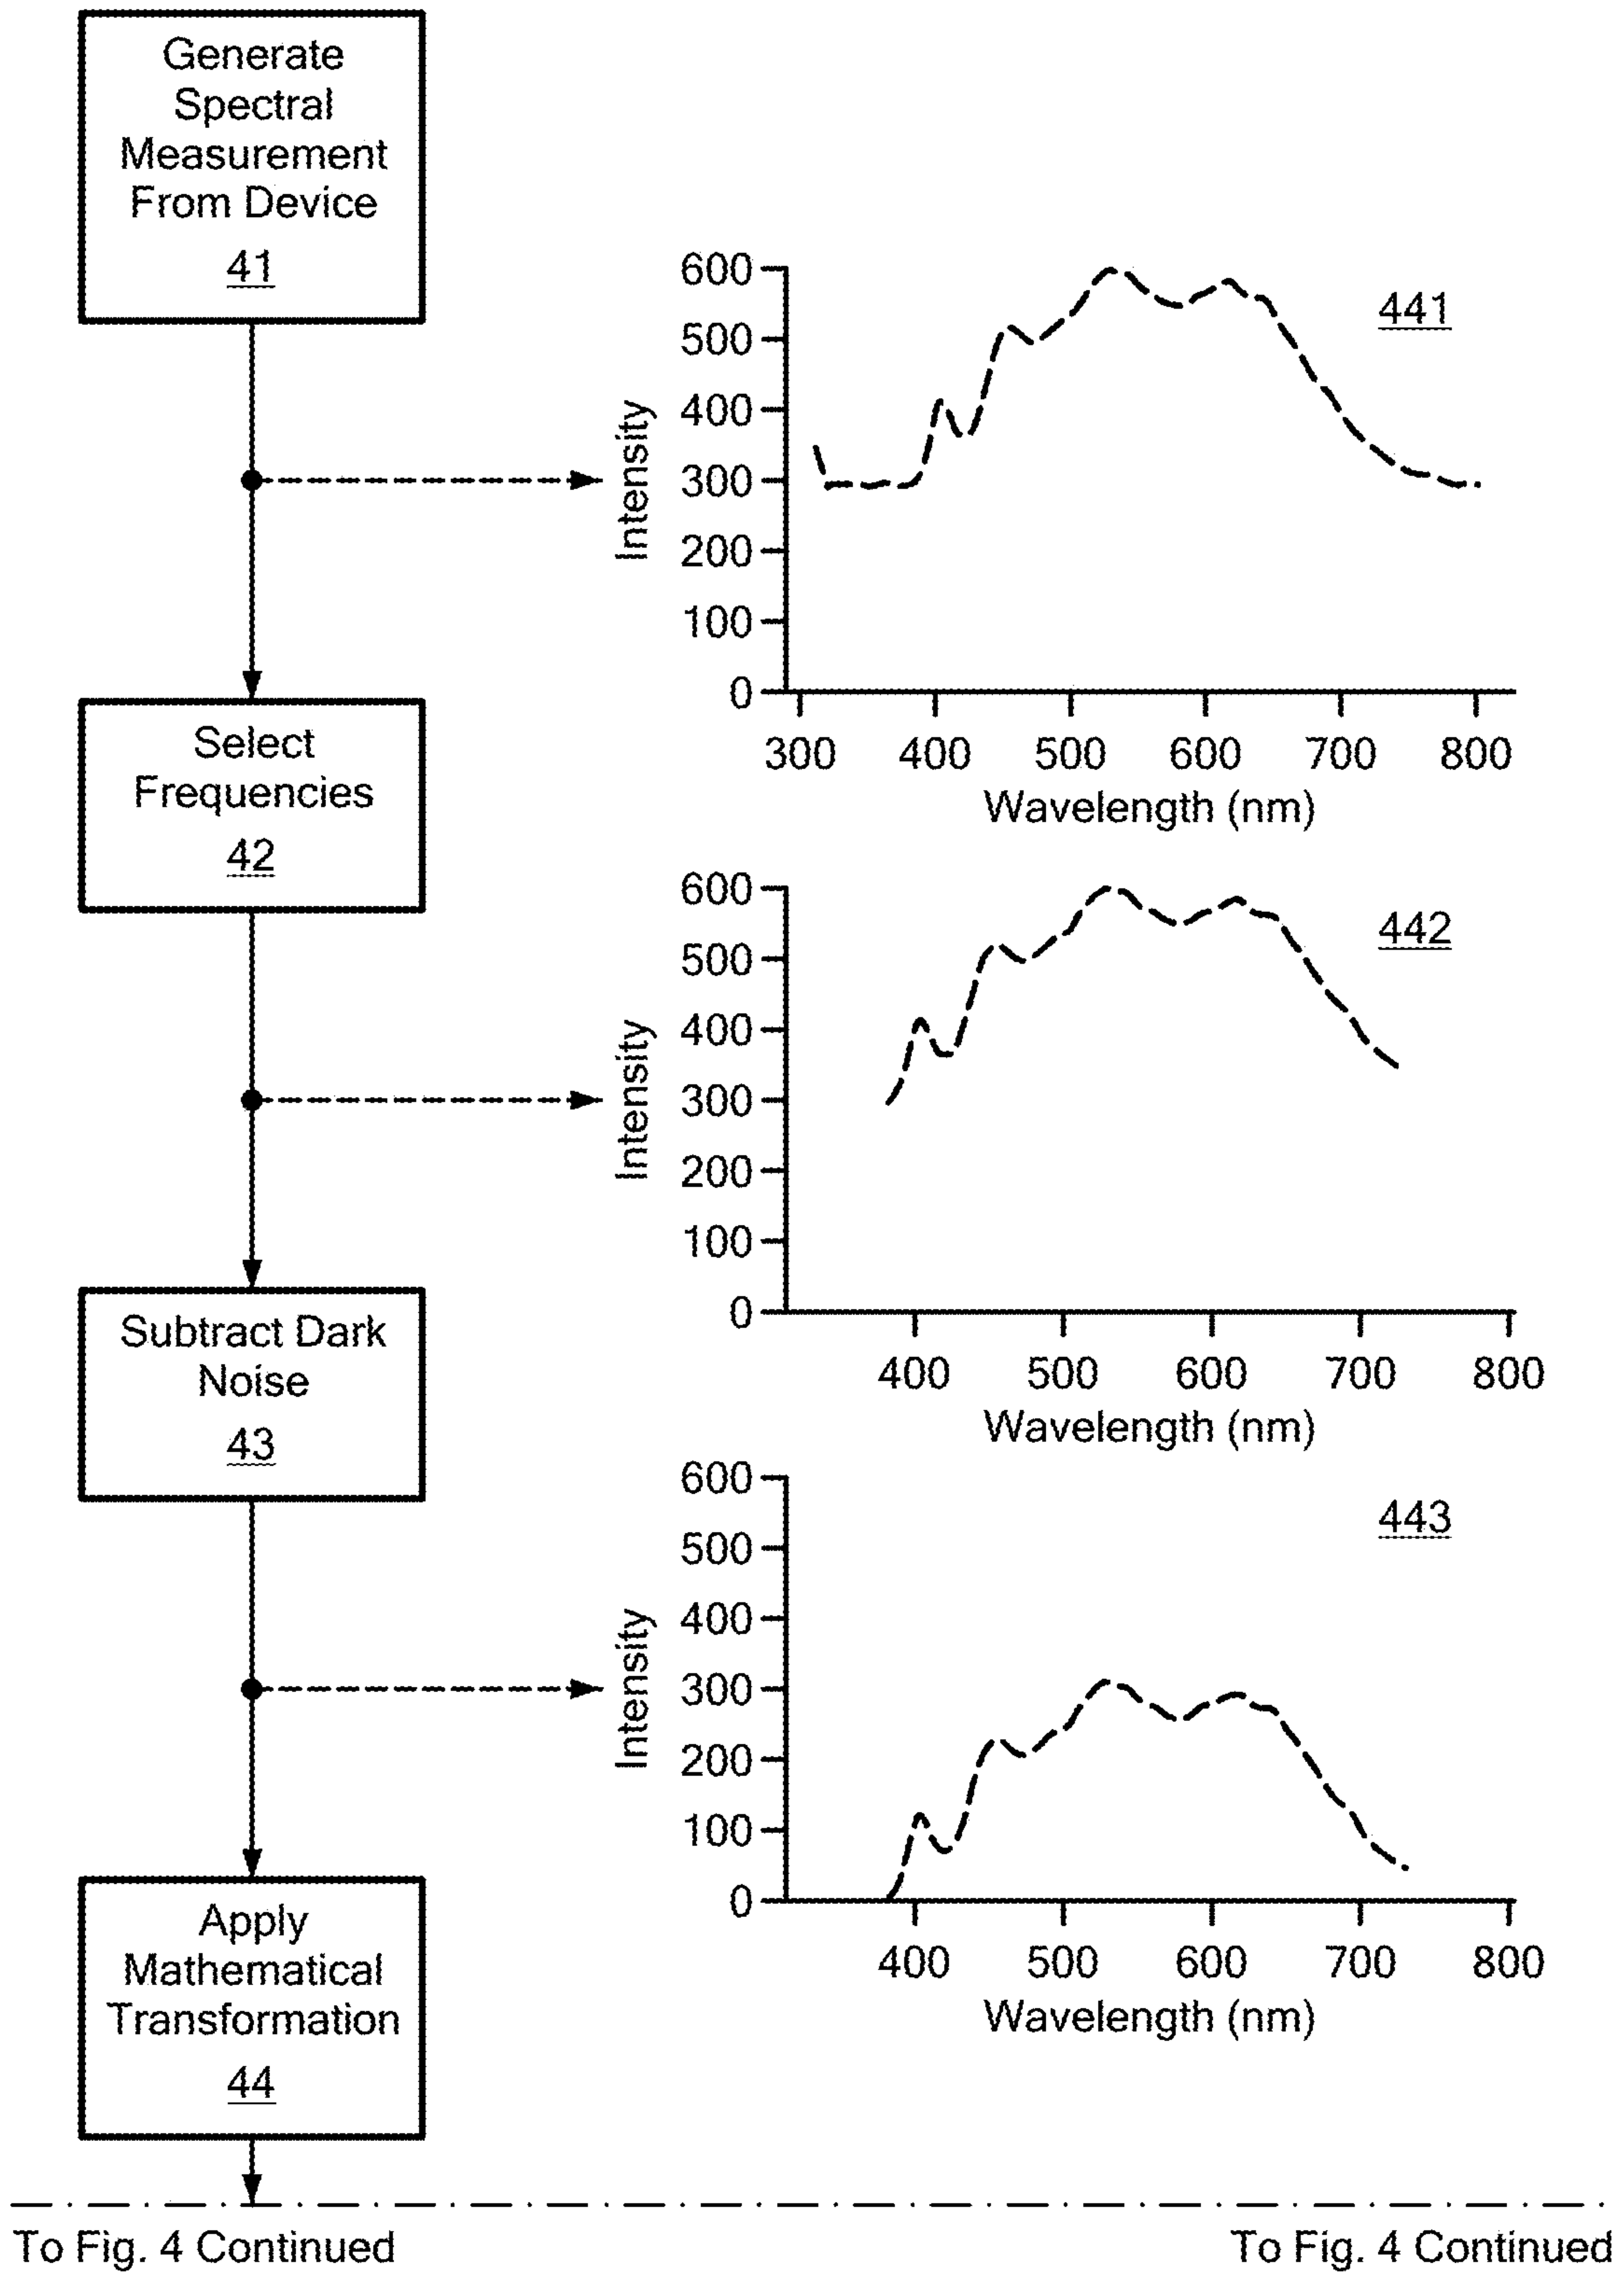 Generate
Spectral
Measurement
From Device
41
600
500
400
300
200
100
0
Intensity
441
300 400 500 600 700 800
Wavelength (nm)
Select
Frequencies
42
600
500
400
300
200
100
0
Intensity
442
400 500 600 700 800
Wavelength (nm)
Subtract Dark
Noise
43
600
500
400
300
200
100
0
Intensity
443
400 500 600 700 800
Wavelength (nm)
Apply
Mathematical
Transformation
44
To Fig. 4 Continued
To Fig. 4 Continued